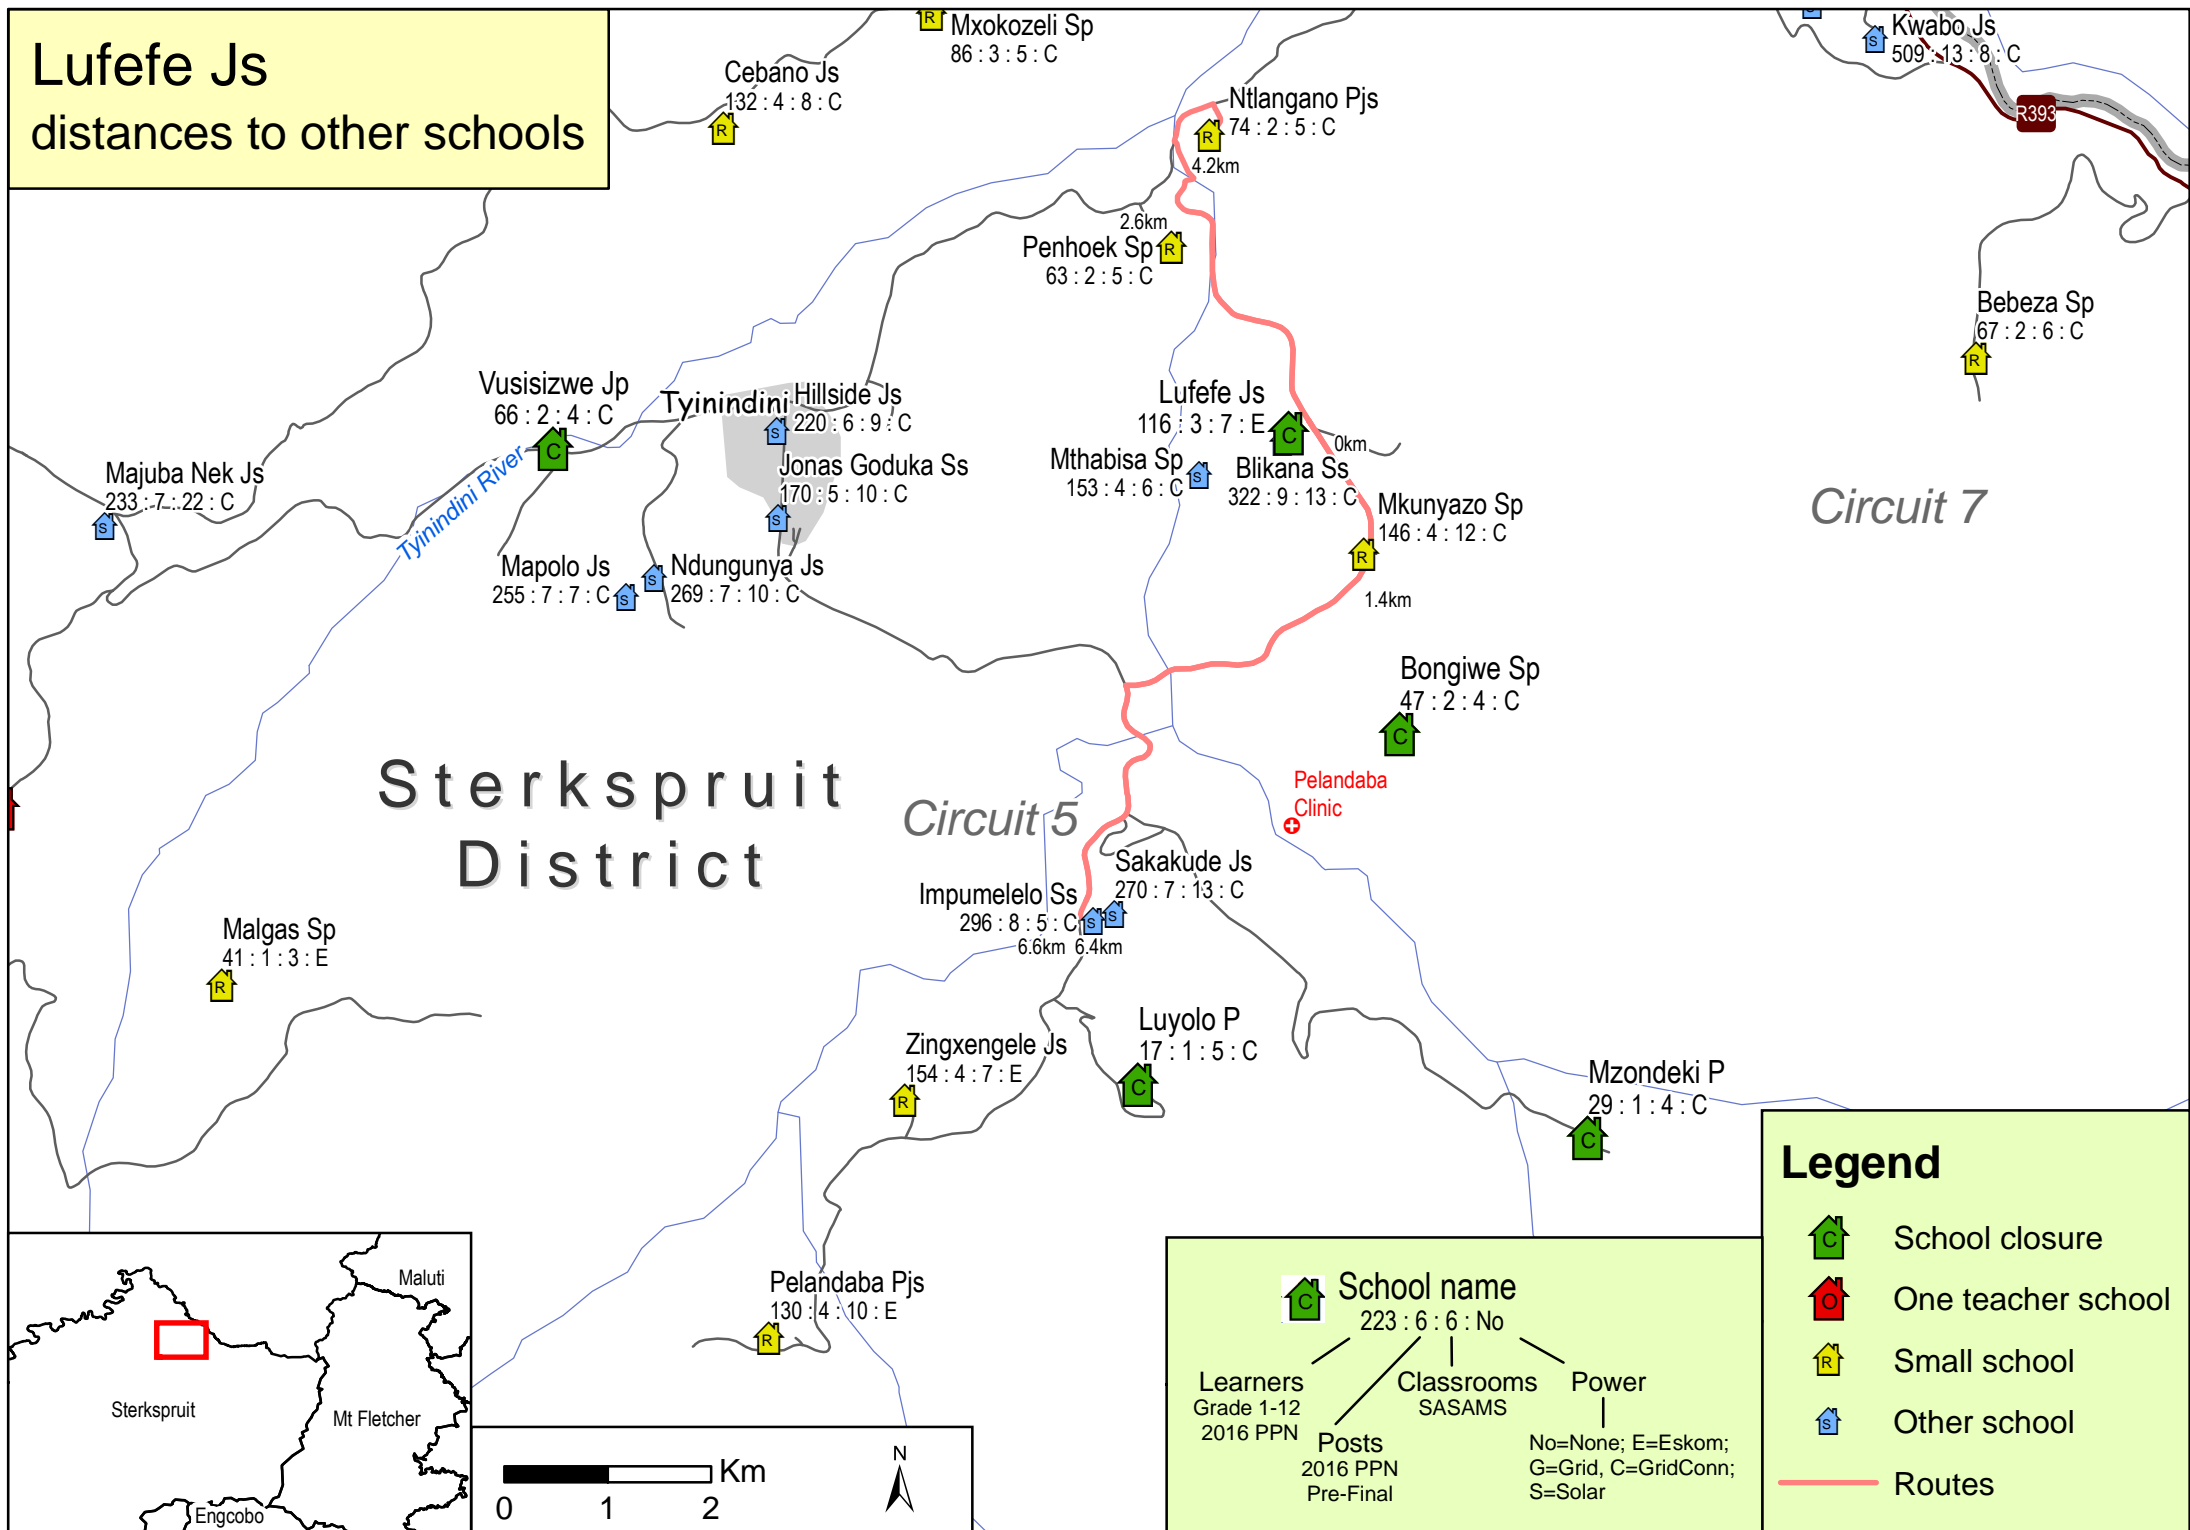 Lufefe Js
distances to other schools
Mxokozeli Sp
86 : 3 : 5 : C
Kwabo Js
509 : 13 : 8 : C
Cebano Js
132 : 4 : 8 : C
R
R
S
R393
Ntlangano Pjs
74 : 2 : 5 : C
R
4.2km
2.6km
Penhoek Sp
63 : 2 : 5 : C
R
Bebeza Sp
67 : 2 : 6 : C
R
Vusisizwe Jp
66 : 2 : 4 : C
C
Tyinindini
Hillside Js
220 : 6 : 9 : C
S
Lufefe Js
116 : 3 : 7 : E
C
0km
Majuba Nek Js
233 : 7 : 22 : C
S
Tyinindini River
Jonas Goduka Ss
170 : 5 : 10 : C
S
Mthabisa Sp
153 : 4 : 6 : C
S
Blikana Ss
322 : 9 : 13 : C
Mkunyazo Sp
146 : 4 : 12 : C
R
1.4km
Circuit 7
Mapolo Js
255 : 7 : 7 : C
S
Ndungunya Js
269 : 7 : 10 : C
S
Bongiwe Sp
47 : 2 : 4 : C
C
Sterkspruit
District
Circuit 5
Pelandaba
Clinic
Sakakude Js
270 : 7 : 13 : C
S
Impumelelo Ss
296 : 8 : 5 : C
S
6.6km
6.4km
Malgas Sp
41 : 1 : 3 : E
R
Zingxengele Js
154 : 4 : 7 : E
R
Luyolo P
17 : 1 : 5 : C
C
Mzondeki P
29 : 1 : 4 : C
C
Pelandaba Pjs
130 : 4 : 10 : E
R
Maluti
Sterkspruit
Mt Fletcher
Engcobo
Km
0 1 2
N
C
School name
223 : 6 : 6 : No
Learners
Grade 1-12
2016 PPN
Posts
2016 PPN
Pre-Final
Classrooms
SASAMS
Power
No=None; E=Eskom;
G=Grid, C=GridConn;
S=Solar
Legend
C School closure
O One teacher school
R Small school
S Other school
Routes